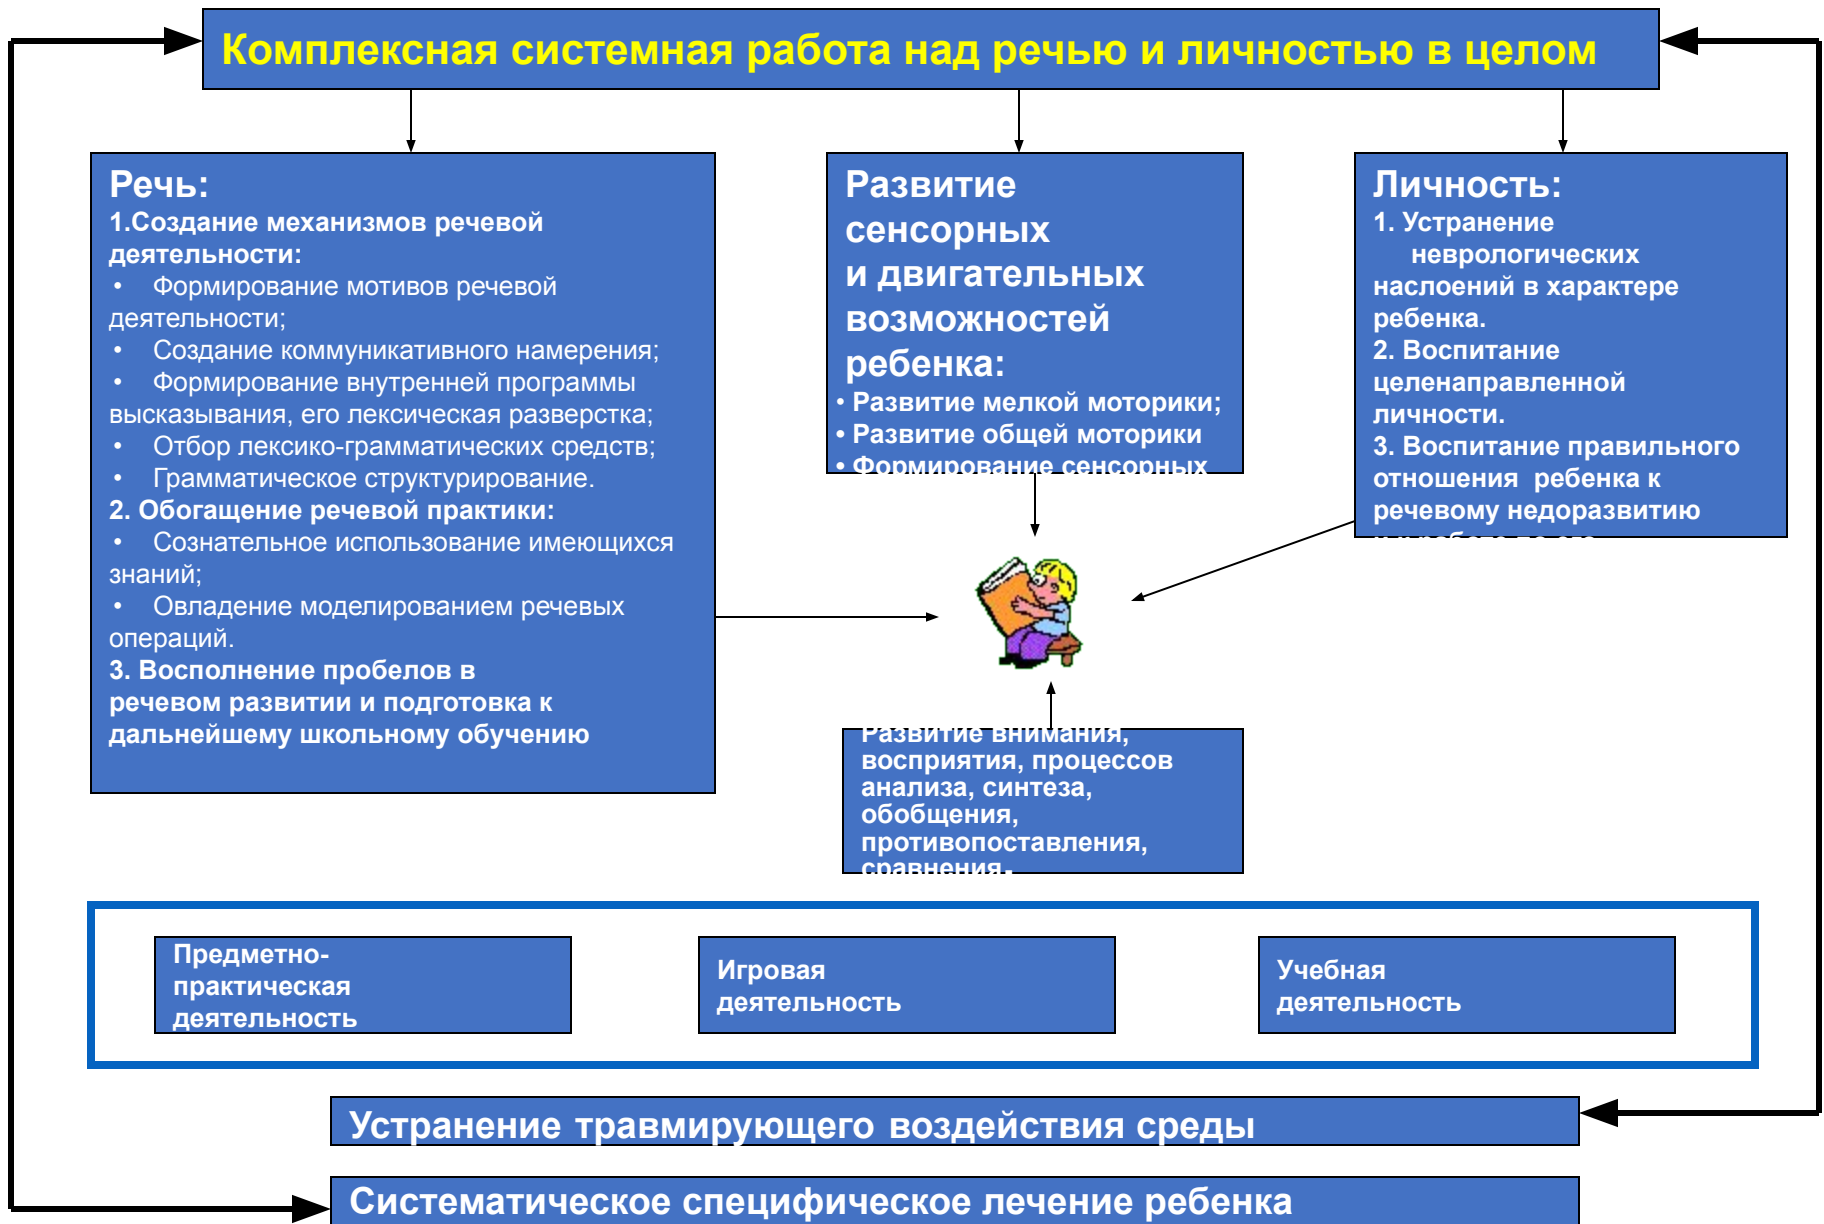 Комплексная системная работа над речью и личностью в целом
Речь:
1.Создание механизмов речевой
деятельности:
• Формирование мотивов речевой
деятельности;
• Создание коммуникативного намерения;
• Формирование внутренней программы
высказывания, его лексическая разверстка;
• Отбор лексико-грамматических средств;
• Грамматическое структурирование.
2. Обогащение речевой практики:
• Сознательное использование имеющихся
знаний;
• Овладение моделированием речевых
операций.
3. Восполнение пробелов в
речевом развитии и подготовка к
дальнейшему школьному обучению
Развитие
сенсорных
и двигательных
возможностей
ребенка:
• Развитие мелкой моторики;
• Развитие общей моторики
• Формирование сенсорных
Личность:
1. Устранение
неврологических
наслоений в характере
ребенка.
2. Воспитание
целенаправленной
личности.
3. Воспитание правильного
отношения ребенка к
речевому недоразвитию
Развитие внимания,
восприятия, процессов
анализа, синтеза,
обобщения,
противопоставления,
сравнения.
Предметно-
практическая
деятельность
Игровая
деятельность
Учебная
деятельность
Устранение травмирующего воздействия среды
Систематическое специфическое лечение ребенка